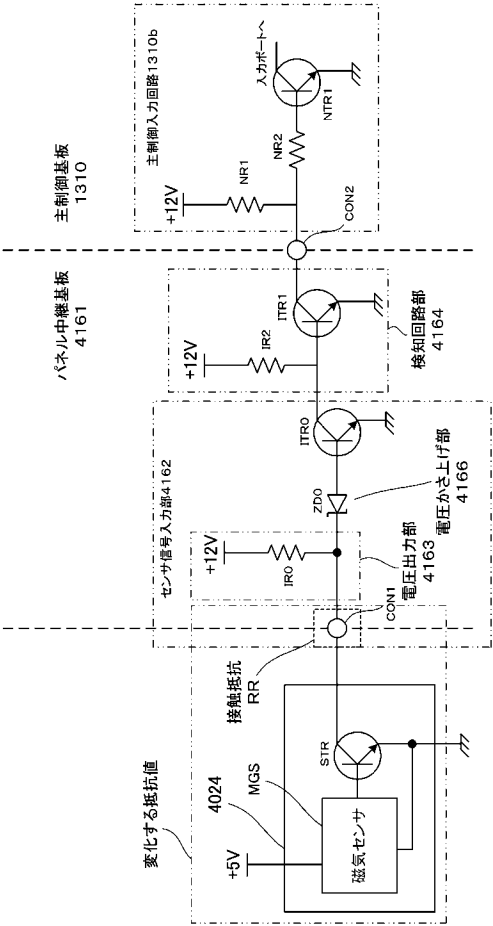 主制御基板
1310
主制御入力回路1310b
入力ポートへ
NTR1
NR2
NR1
+12V
CON2
パネル中継基板
4161
ITR1
IR2
+12V
検知回路部
4164
センサ信号入力部4162
ITR0
ZD0
電圧かさ上げ部
4166
+12V
IR0
電圧出力部
4163
CON1
接触抵抗
RR
変化する抵抗値
4024
MGS
STR
+5V
磁気センサ